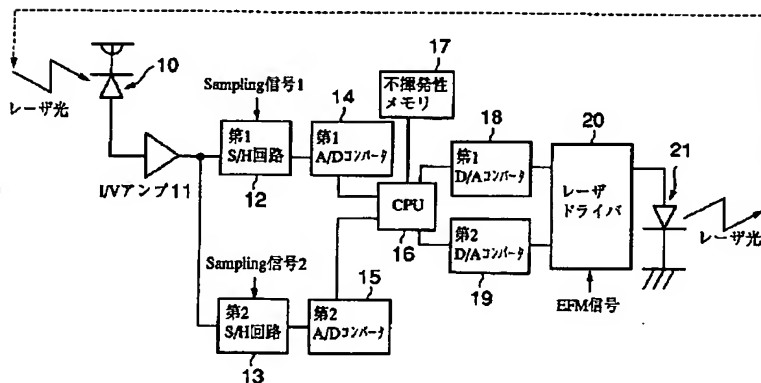 17
不揮発性
メモリ
10
レーザ光
Sampling信号1
14
第1
S/H回路
12
第1
A/Dコンバータ
I/Vアンプ11
CPU
16
18
第1
D/Aコンバータ
第2
D/Aコンバータ
19
20
レーザ
ドライバ
EFM信号
21
レーザ光
Sampling信号2
15
第2
S/H回路
13
第2
A/Dコンバータ